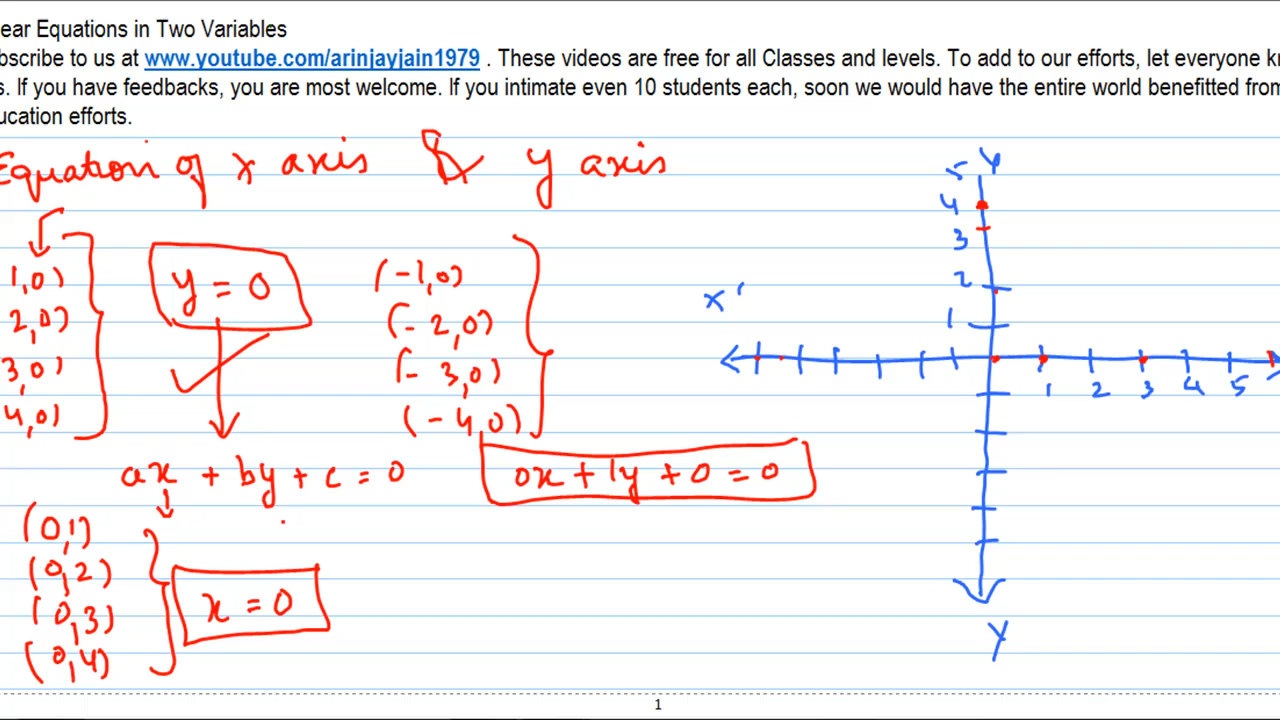 ear Equations in Two Variables
bscribe to us at www.youtube.com/arinjayjain1979 . These videos are free for all Classes and levels. To add to our efforts, let everyone kn
s. If you have feedbacks, you are most welcome. If you intimate even 10 students each, soon we would have the entire world benefitted from
ucation efforts.
Equation of x axis & y axis
1,0)
2,0)
3,0)
4,0)
y = 0
(-1,0)
(-2,0)
(-3,0)
(-4,0)
ax + by + c = 0
0x + 1y + 0 = 0
(0,1)
(0,2)
(0,3)
(0,4)
x = 0
Y
5
4
3
2
1
X'
1 2 3 4 5
Y
1